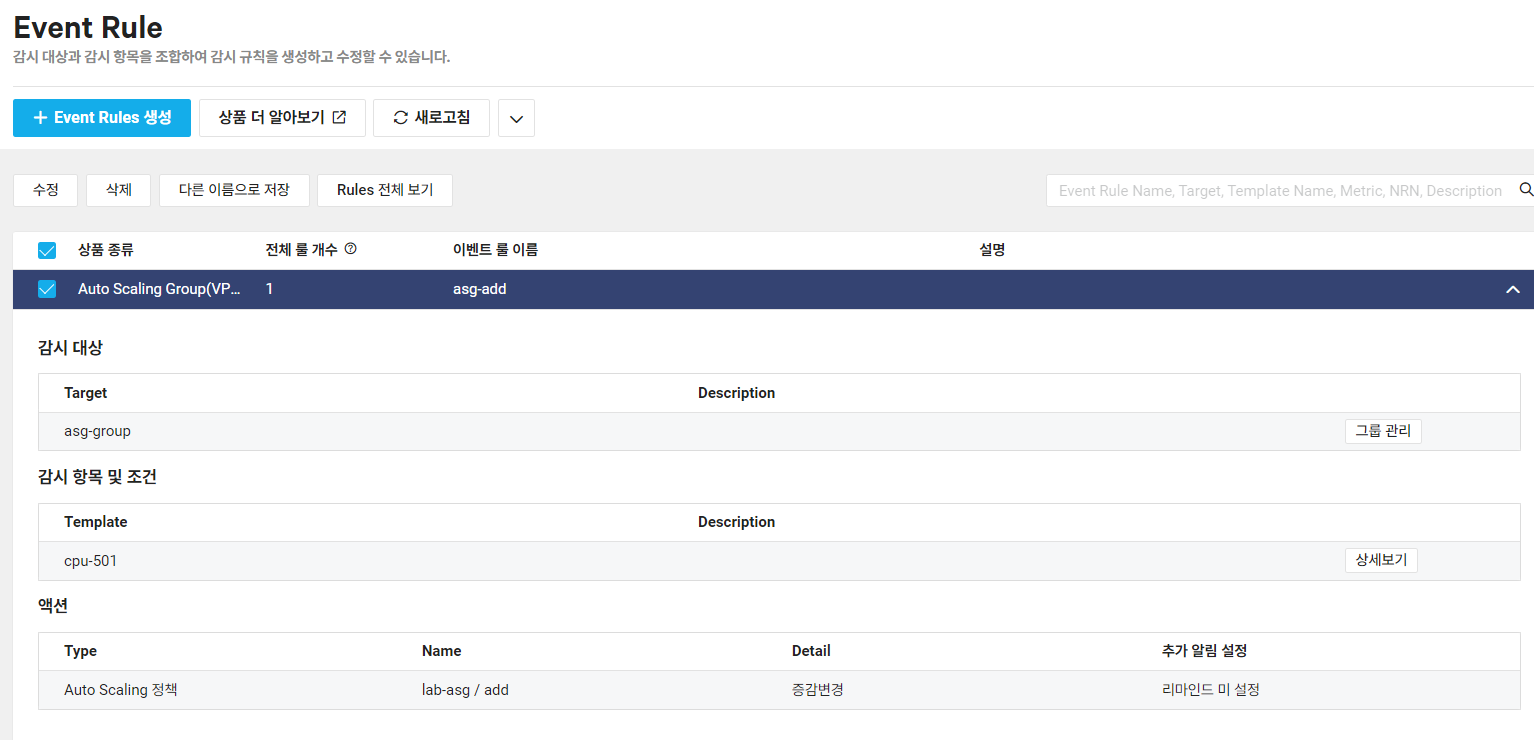 Event Rule
감시 대상과 감시 항목을 조합하여 감시 규칙을 생성하고 수정할 수 있습니다.
+ Event Rules 생성 상품 더 알아보기 새로고침
수정 삭제 다른 이름으로 저장 Rules 전체 보기 Event Rule Name, Target, Template Name, Metric, NRN, Description
상품 종류 전체 룰 개수 이벤트 룰 이름 설명
Auto Scaling Group(VP... 1 asg-add
감시 대상
Target Description
asg-group 그룹 관리
감시 항목 및 조건
Template Description
cpu-501 상세보기
액션
Type Name Detail 추가 알림 설정
Auto Scaling 정책 lab-asg / add 증감변경 리마인드 미 설정